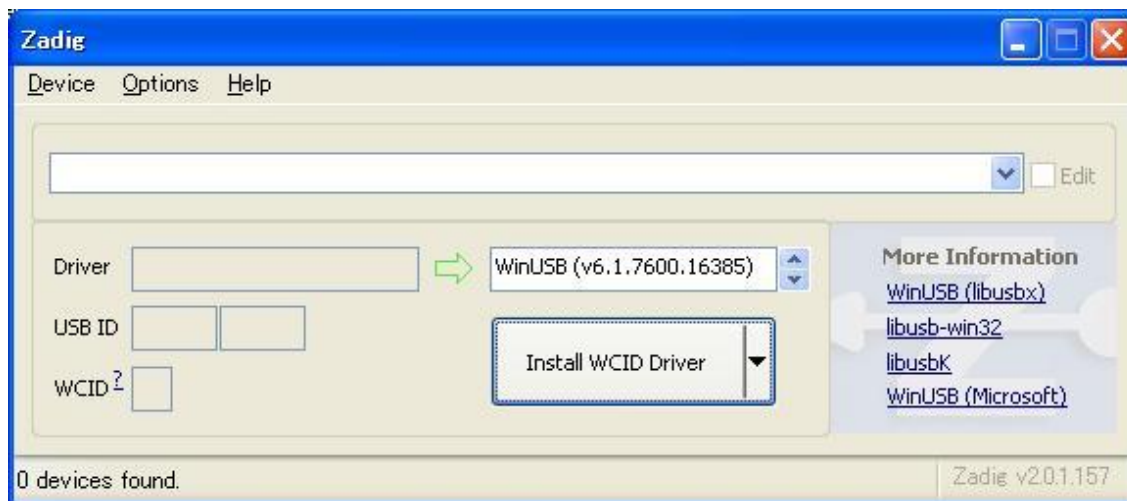 Zadig
Device Options Help
Edit
Driver
WinUSB (v6.1.7600.16385)
USB ID
WCID ?
Install WCID Driver
More Information
WinUSB (libusbx)
libusb-win32
libusbK
WinUSB (Microsoft)
0 devices found.
Zadig v2.0.1.157